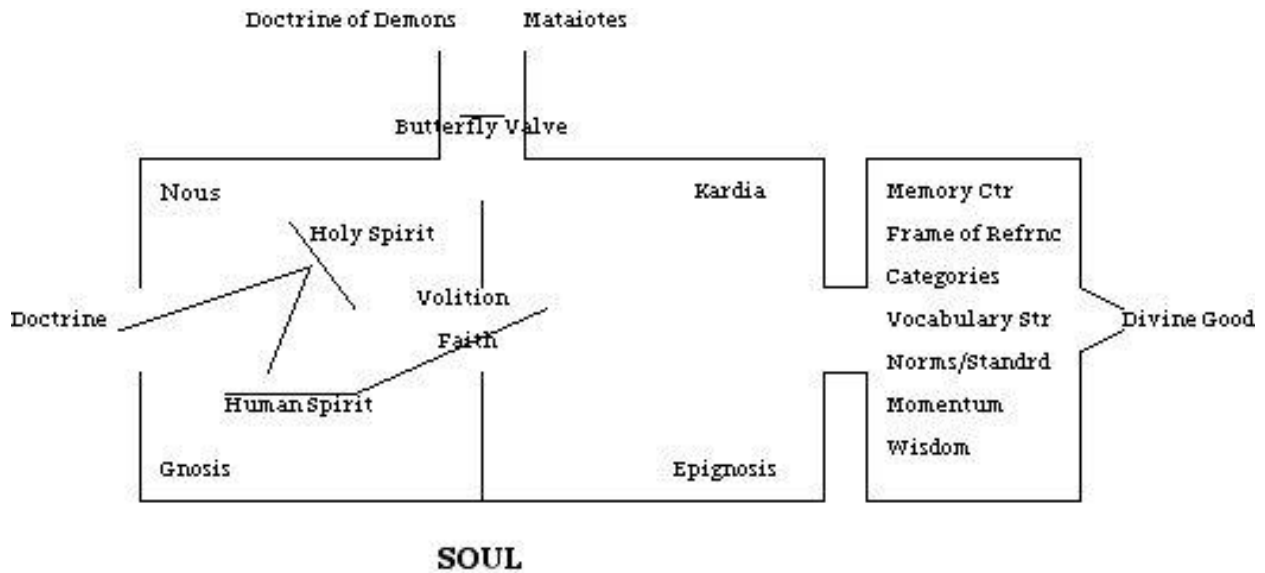 Doctrine of Demons
Mataiotes
Butterfly Valve
Nous
Kardia
Memory Ctr
Holy Spirit
Frame of Refrnc
Categories
Volition
Doctrine
Vocabulary Str
Divine Good
Faith
Norms/Standrd
Human Spirit
Momentum
Wisdom
Gnosis
Epignosis
SOUL